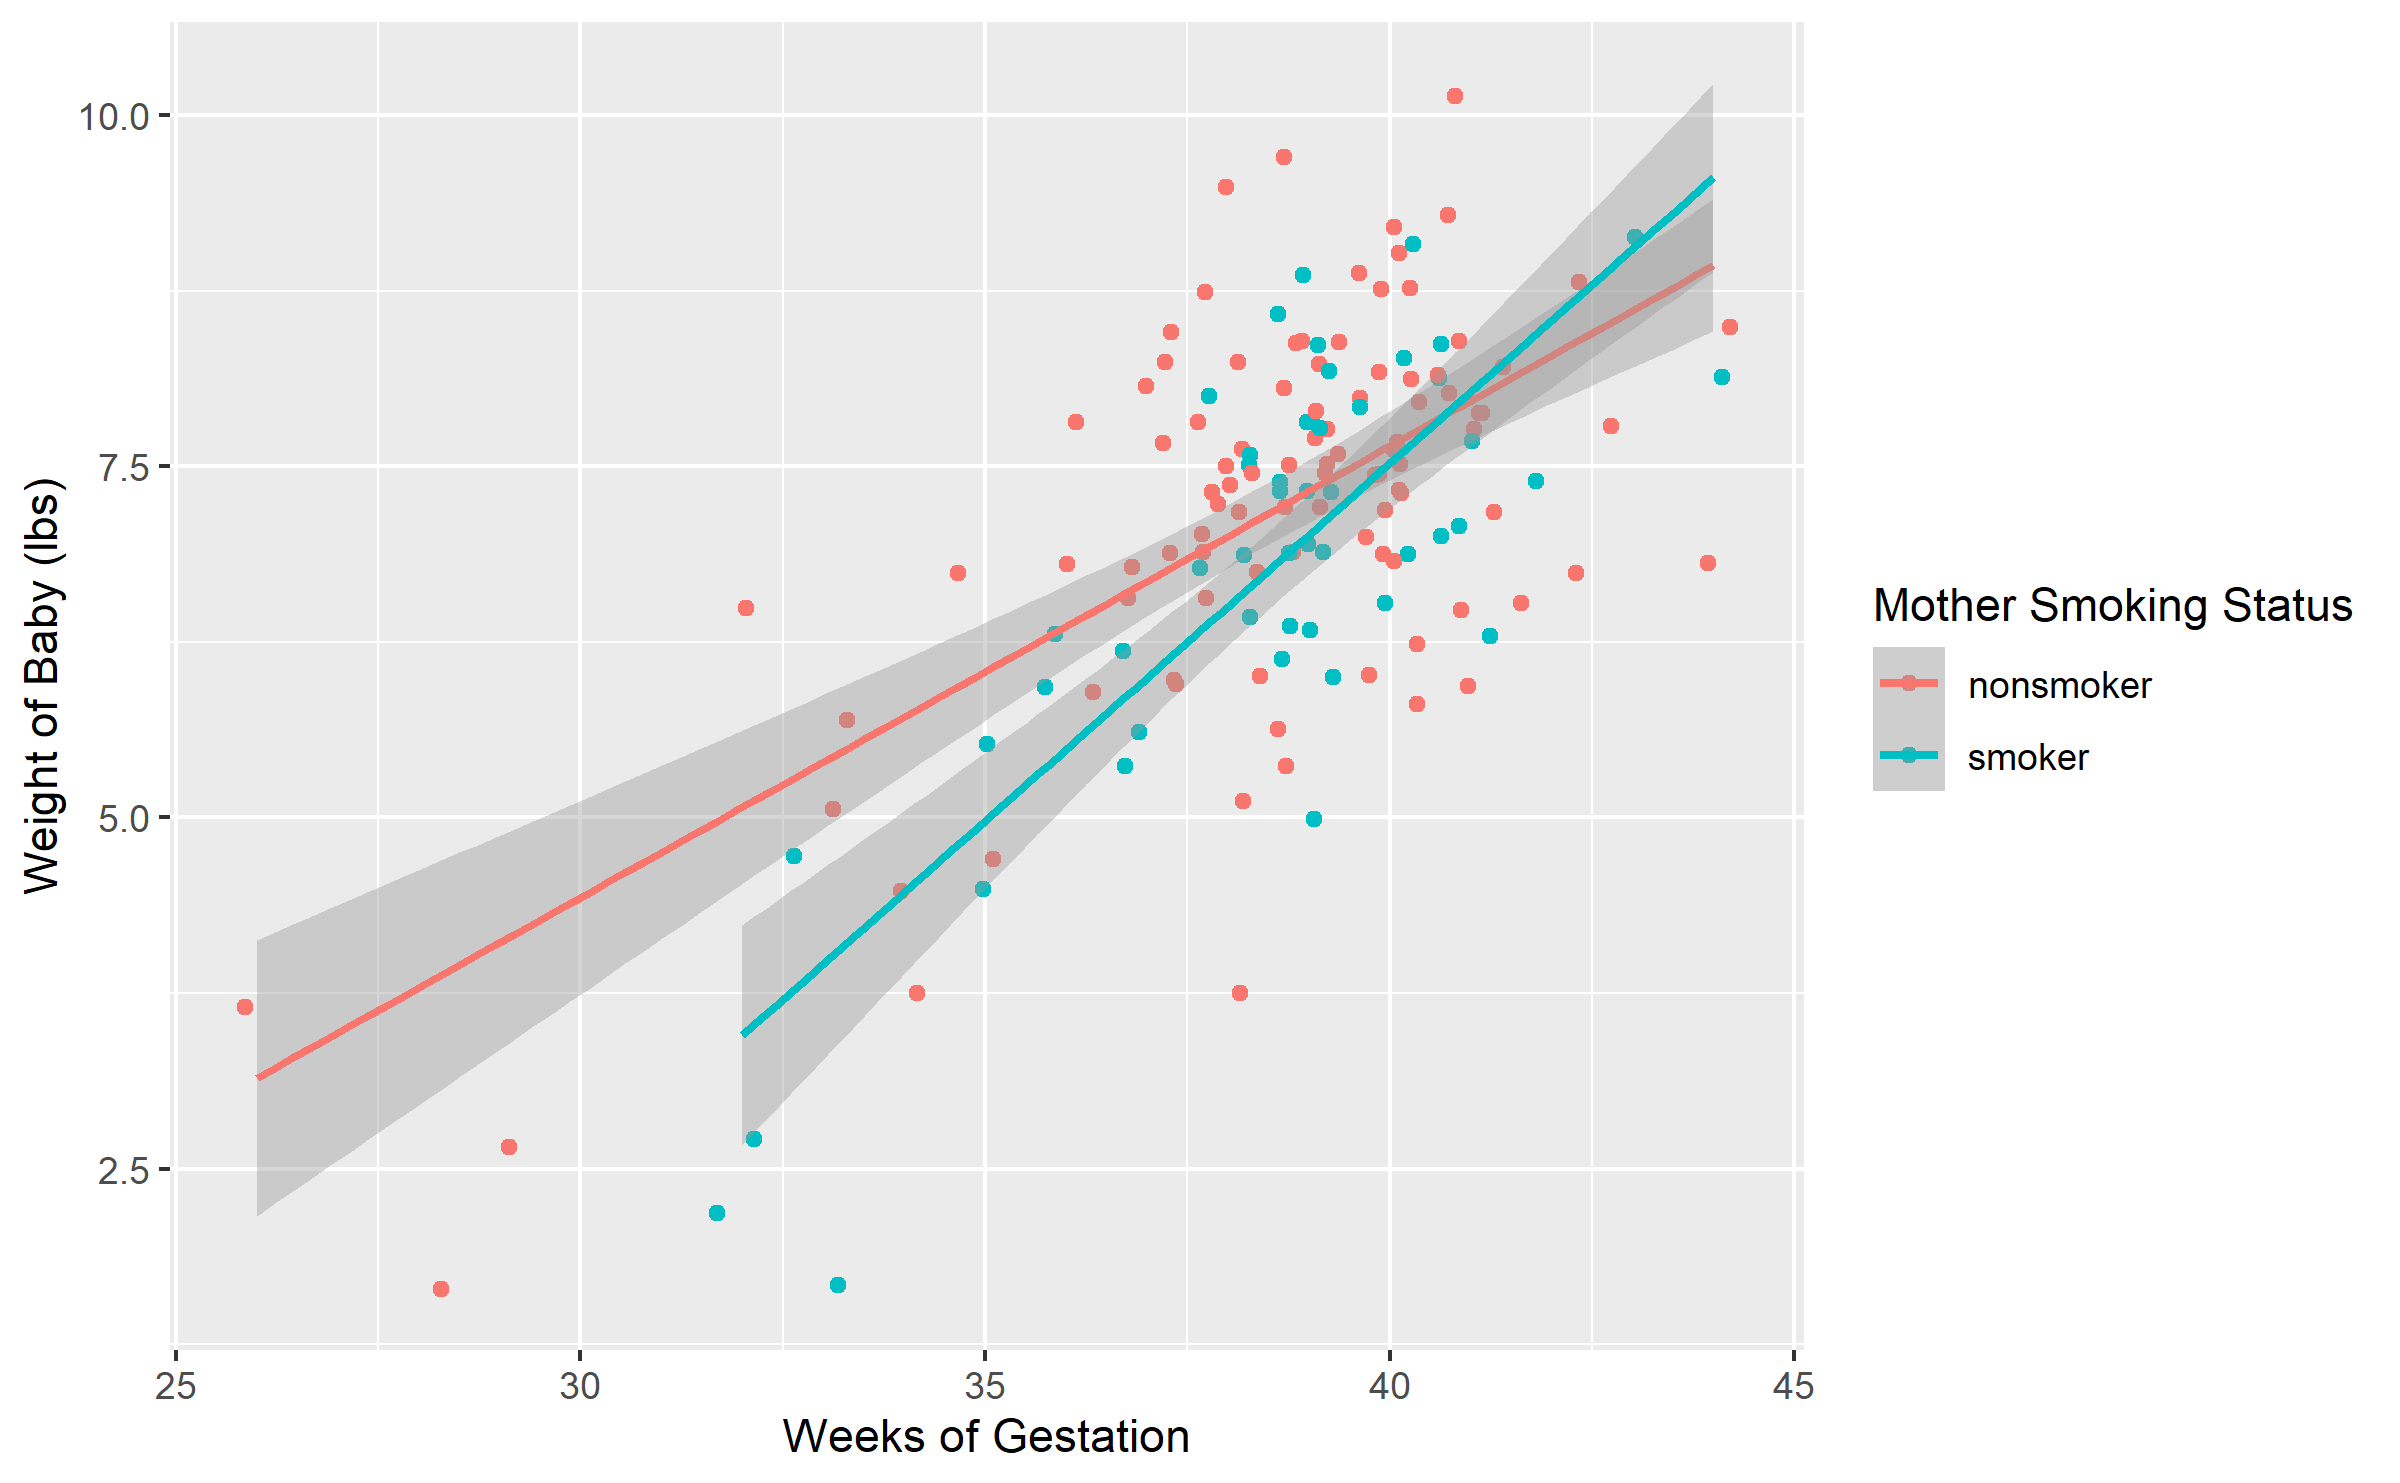 10.0
7.5
5.0
2.5
Weight of Baby (lbs)
25 30 35 40 45
Weeks of Gestation
Mother Smoking Status
nonsmoker
smoker